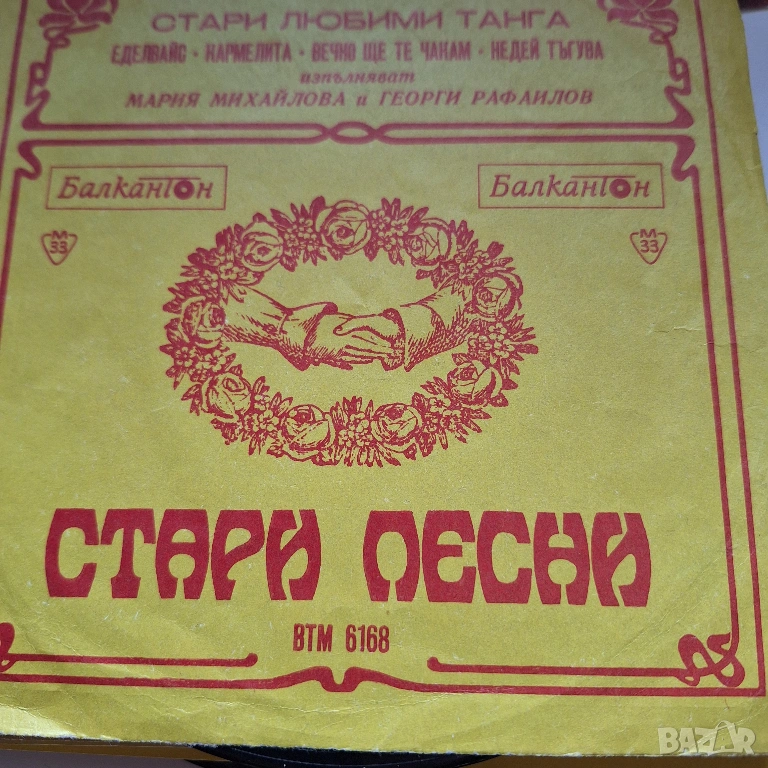 СТАРИ ЛЮБИМИ ТАНГА
ЕДЕЛВАЙС · КАРМЕЛИТА · ВЕЧНО ЩЕ ТЕ ЧАКАМ · НЕДЕЙ ТЪГУВА
изпълняват
МАРИЯ МИХАЙЛОВА и ГЕОРГИ РАФАИЛОВ
Балкантон Балкантон
М 33 М 33
СТАРИ ПЕСНИ
ВТМ 6168
BAZAR